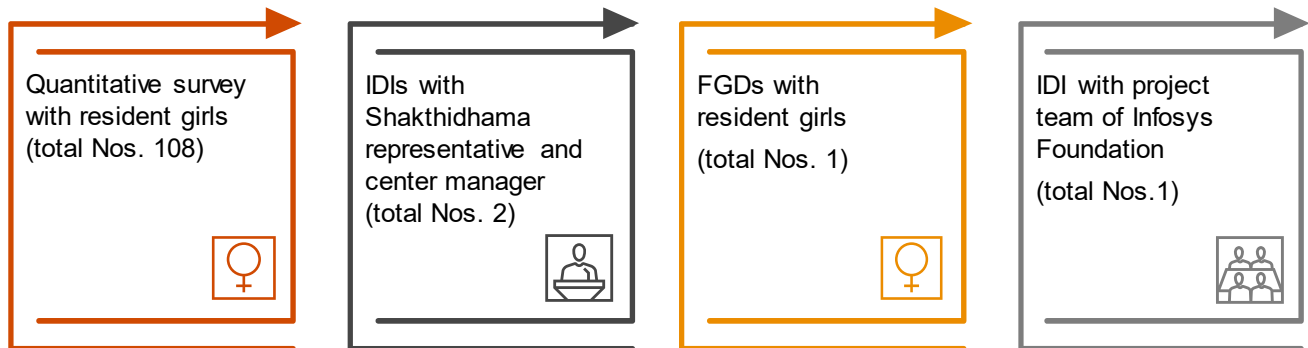 Quantitative survey
with resident girls
(total Nos. 108)
IDIs with
Shakthidhama
representative and
center manager
(total Nos. 2)
FGDs with
resident girls
(total Nos. 1)
IDI with project
team of Infosys
Foundation
(total Nos.1)